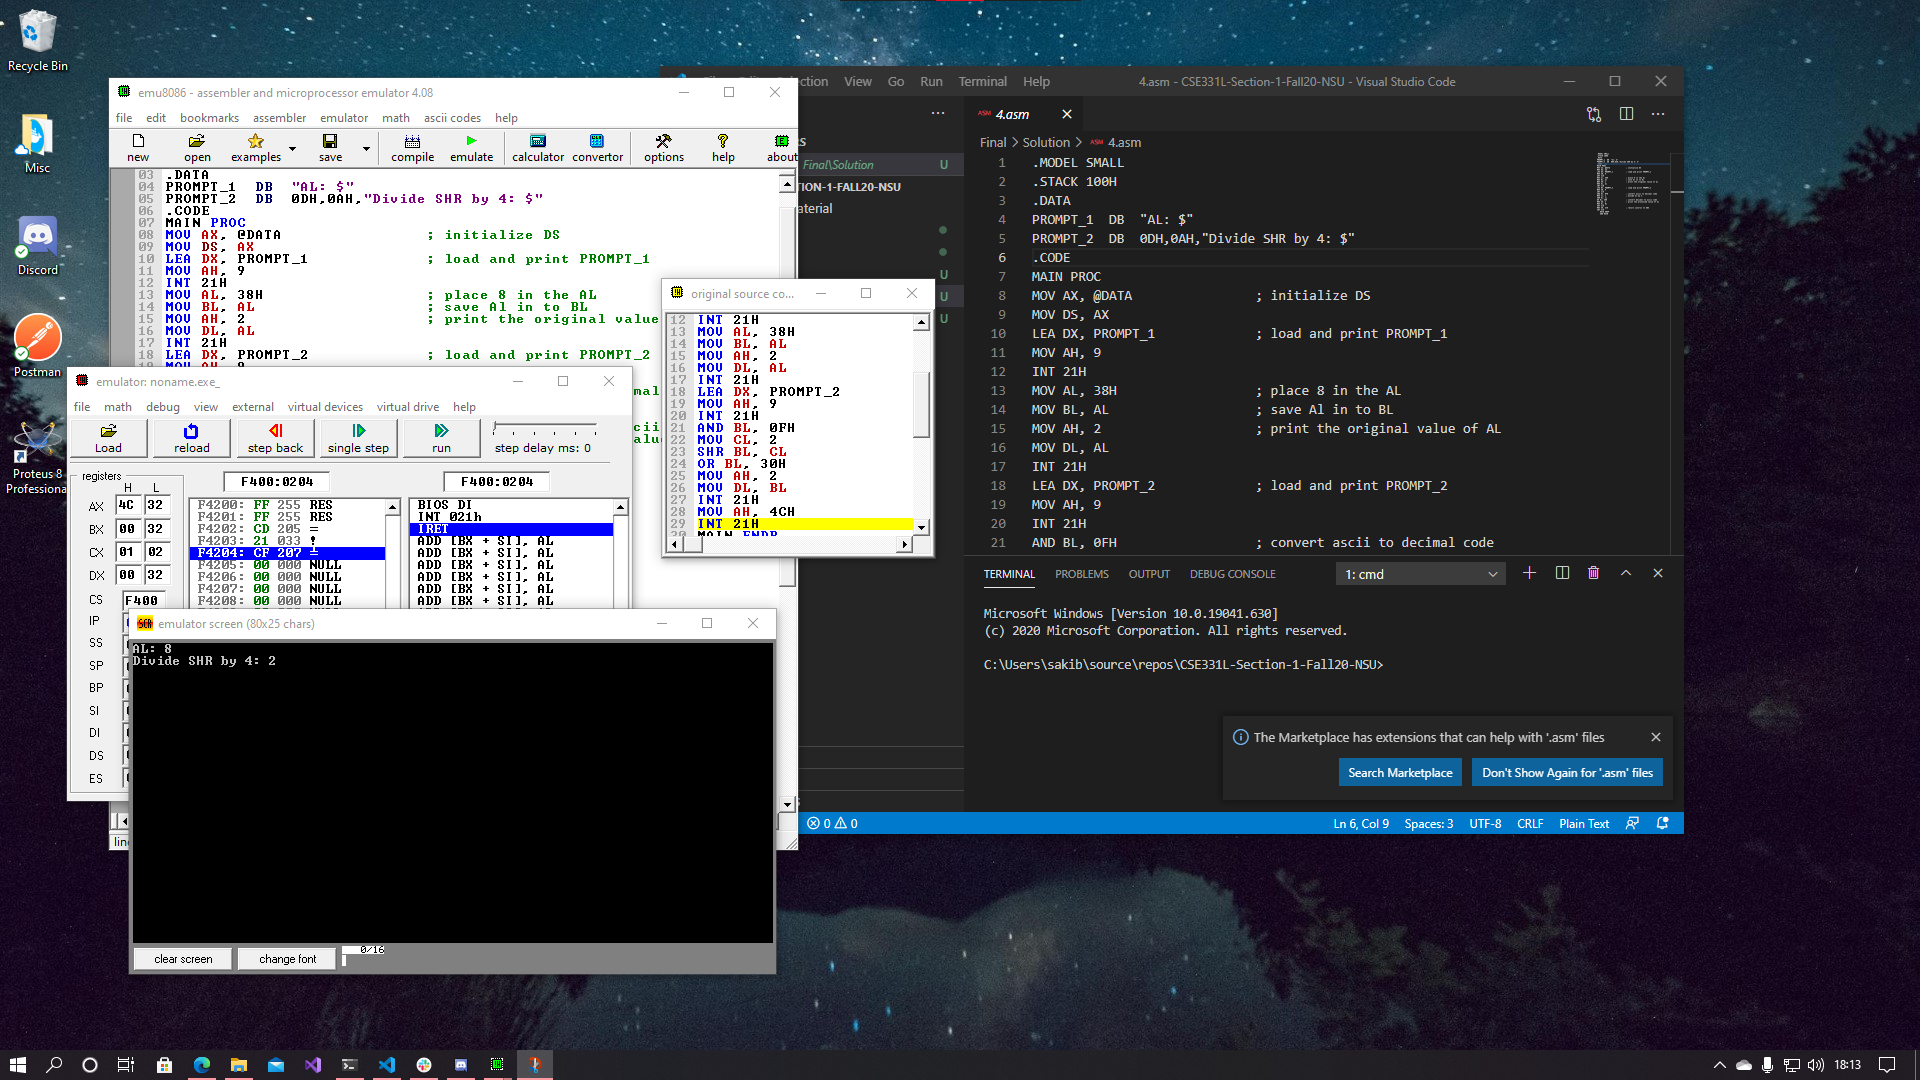 Recycle Bin
Misc
Discord
Postman
Proteus 8
Professiona
emu8086 - assembler and microprocessor emulator 4.08
file edit bookmarks assembler emulator math ascii codes help
new open examples save compile emulate calculator convertor options help about
03 .DATA
04 PROMPT_1 DB "AL: $"
05 PROMPT_2 DB 0DH,0AH,"Divide SHR by 4: $"
06 .CODE
07 MAIN PROC
08 MOV AX, @DATA ; initialize DS
09 MOV DS, AX
10 LEA DX, PROMPT_1 ; load and print PROMPT_1
11 MOV AH, 9
12 INT 21H
13 MOV AL, 38H ; place 8 in the AL
14 MOV BL, AL ; save Al in to BL
15 MOV AH, 2 ; print the original value
16 MOV DL, AL
17 INT 21H
18 LEA DX, PROMPT_2 ; load and print PROMPT_2
emulator: noname.exe_
file math debug view external virtual devices virtual drive help
Load reload step back single step run step delay ms: 0
registers
H L
F400:0204
F400:0204
AX 4C 32
BX 00 32
CX 01 02
DX 00 32
CS F400
IP
SS
SP
BP
SI
DI
DS
ES
F4200: FF 255 RES
F4201: FF 255 RES
F4202: CD 205 =
F4203: 21 033 !
F4204: CF 207 ╧
F4205: 00 000 NULL
F4206: 00 000 NULL
F4207: 00 000 NULL
F4208: 00 000 NULL
BIOS DI
INT 021h
IRET
ADD [BX + SI], AL
ADD [BX + SI], AL
ADD [BX + SI], AL
ADD [BX + SI], AL
ADD [BX + SI], AL
ADD [BX + SI], AL
emulator screen (80x25 chars)
AL: 8
Divide SHR by 4: 2
clear screen change font 0/16
original source co...
12 INT 21H
13 MOV AL, 38H
14 MOV BL, AL
15 MOV AH, 2
16 MOV DL, AL
17 INT 21H
18 LEA DX, PROMPT_2
19 MOV AH, 9
20 INT 21H
21 AND BL, 0FH
22 MOV CL, 2
23 SHR BL, CL
24 OR BL, 30H
25 MOV AH, 2
26 MOV DL, BL
27 INT 21H
28 MOV AH, 4CH
29 INT 21H
View Go Run Terminal Help
4.asm - CSE331L-Section-1-Fall20-NSU - Visual Studio Code
Final\Solution U
TION-1-FALL20-NSU
aterial
U
U
U
ASM 4.asm
Final > Solution > ASM 4.asm
1 .MODEL SMALL
2 .STACK 100H
3 .DATA
4 PROMPT_1 DB "AL: $"
5 PROMPT_2 DB 0DH,0AH,"Divide SHR by 4: $"
6 .CODE
7 MAIN PROC
8 MOV AX, @DATA ; initialize DS
9 MOV DS, AX
10 LEA DX, PROMPT_1 ; load and print PROMPT_1
11 MOV AH, 9
12 INT 21H
13 MOV AL, 38H ; place 8 in the AL
14 MOV BL, AL ; save Al in to BL
15 MOV AH, 2 ; print the original value of AL
16 MOV DL, AL
17 INT 21H
18 LEA DX, PROMPT_2 ; load and print PROMPT_2
19 MOV AH, 9
20 INT 21H
21 AND BL, 0FH ; convert ascii to decimal code
TERMINAL PROBLEMS OUTPUT DEBUG CONSOLE 1: cmd
Microsoft Windows [Version 10.0.19041.630]
(c) 2020 Microsoft Corporation. All rights reserved.
C:\Users\sakib\source\repos\CSE331L-Section-1-Fall20-NSU>
The Marketplace has extensions that can help with '.asm' files
Search Marketplace Don't Show Again for '.asm' files
0 0 Ln 6, Col 9 Spaces: 3 UTF-8 CRLF Plain Text
18:13